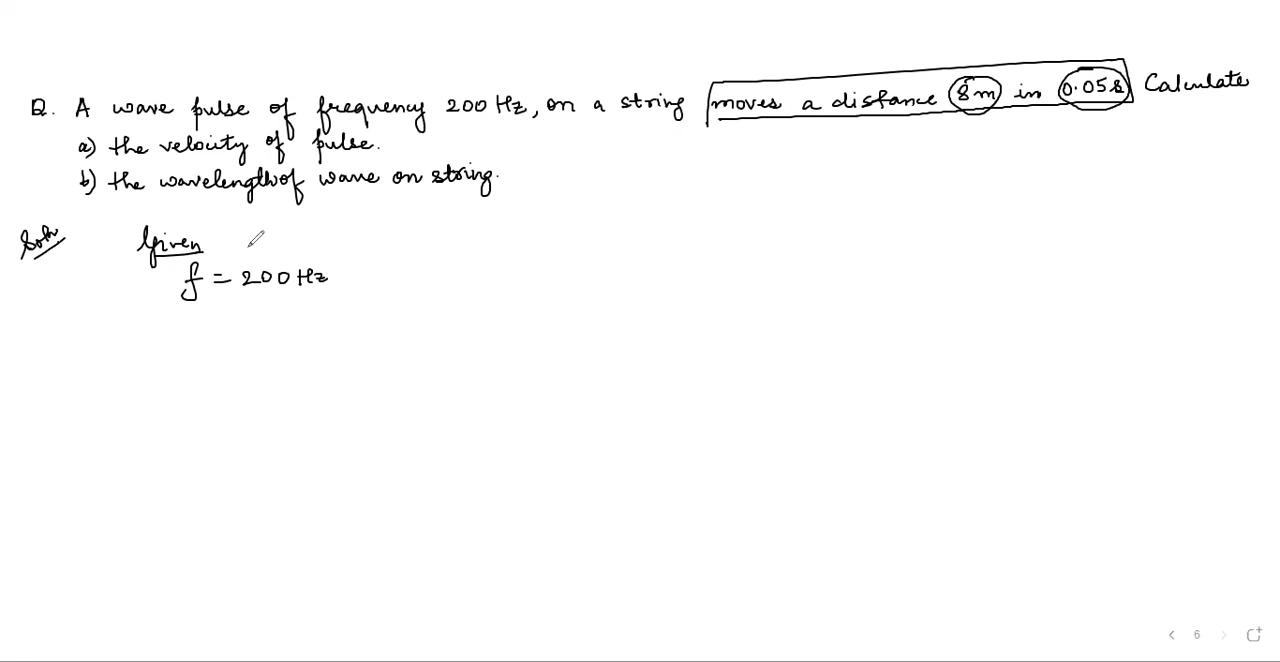 Q. A wave pulse of frequency 200 Hz, on a string moves a distance 8m in 0.05s Calculate
a) the velocity of pulse.
b) the wavelength of wave on string.
Soln
Given
f = 200 Hz
6